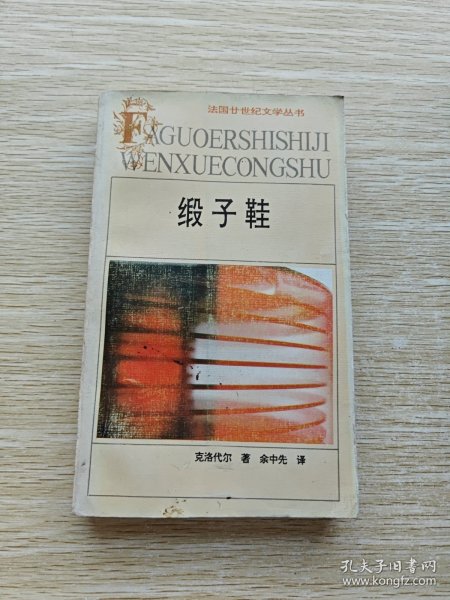 法国廿世纪文学丛书
FAGUOERSHISHIJI
WENXUECONGSHU
缎子鞋
克洛代尔 著 余中先 译
孔夫子旧书网
www.kongfz.com